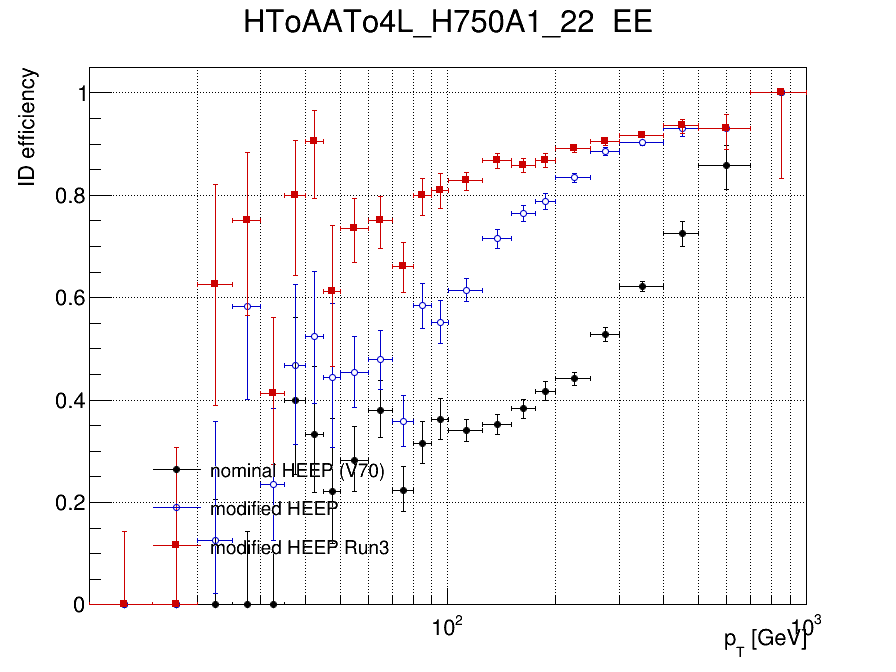 HToAATo4L_H750A1_22 EE
ID efficiency
1
0.8
0.6
0.4
0.2
0
nominal HEEP (V70)
modified HEEP
modified HEEP Run3
10²
10³
p_T [GeV]